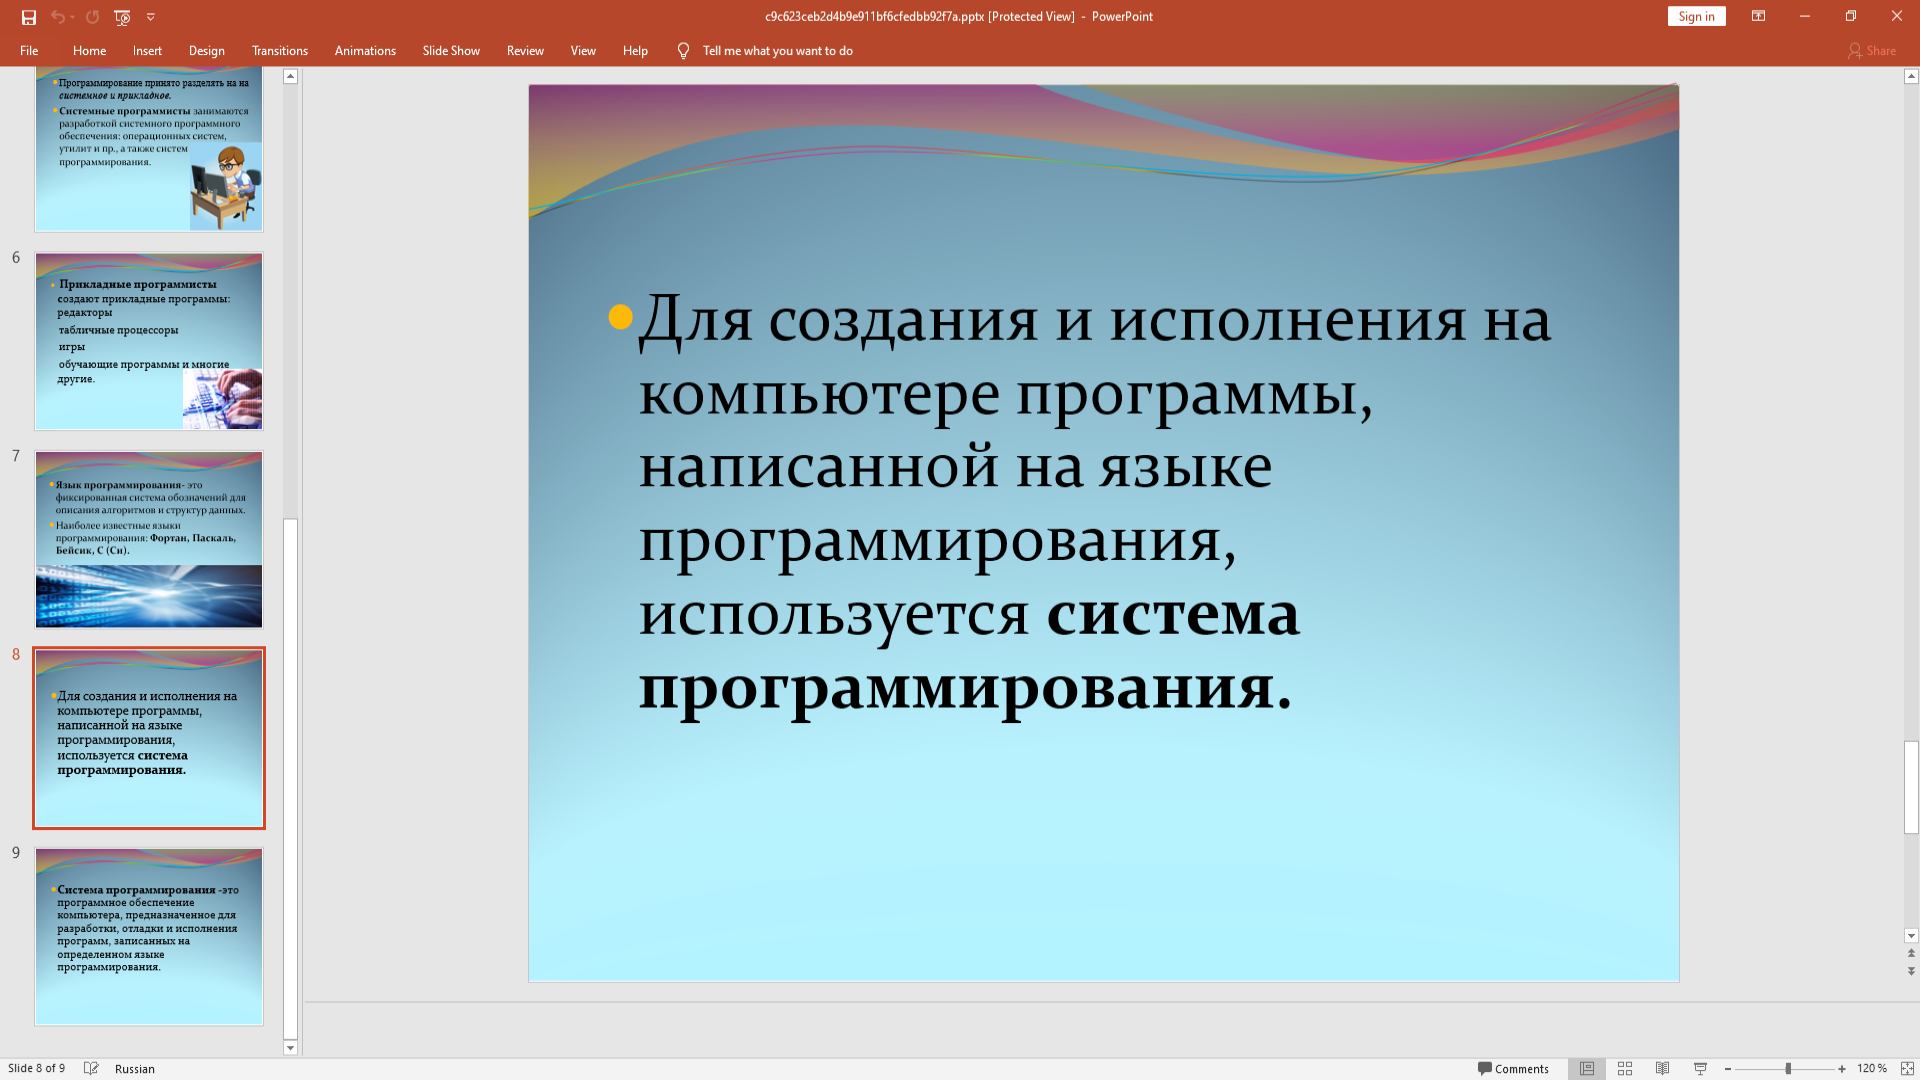 c9c623ceb2d4b9e911bf6cfedbb92f7a.pptx [Protected View] - PowerPoint
Sign in
File Home Insert Design Transitions Animations Slide Show Review View Help Tell me what you want to do Share
Программирование принято разделять на на
системное и прикладное.
Системные программисты занимаются
разработкой системного программного
обеспечения: операционных систем,
утилит и пр., а также систем
программирования.
6
Прикладные программисты
создают прикладные программы:
редакторы
табличные процессоры
игры
обучающие программы и многие
другие.
7
Язык программирования- это
фиксированная система обозначений для
описания алгоритмов и структур данных.
Наиболее известные языки
программирования: Фортан, Паскаль,
Бейсик, С (Си).
8
Для создания и исполнения на
компьютере программы,
написанной на языке
программирования,
используется система
программирования.
9
Система программирования -это
программное обеспечение
компьютера, предназначенное для
разработки, отладки и исполнения
программ, записанных на
определенном языке
программирования.
Для создания и исполнения на
компьютере программы,
написанной на языке
программирования,
используется система
программирования.
Slide 8 of 9 Russian Comments 120 %